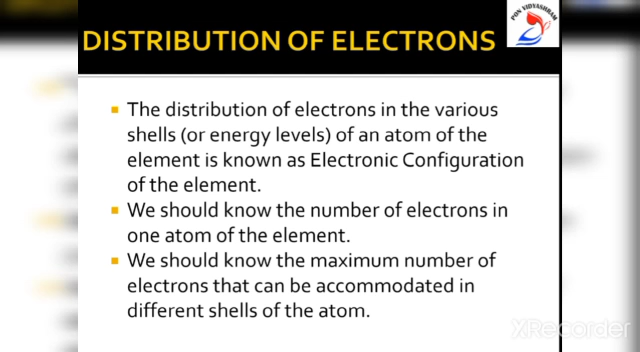 PON VIDYASHRAM
DISTRIBUTION OF ELECTRONS
The distribution of electrons in the various
shells (or energy levels) of an atom of the
element is known as Electronic Configuration
of the element.
We should know the number of electrons in
one atom of the element.
We should know the maximum number of
electrons that can be accommodated in
different shells of the atom.
XRecorder